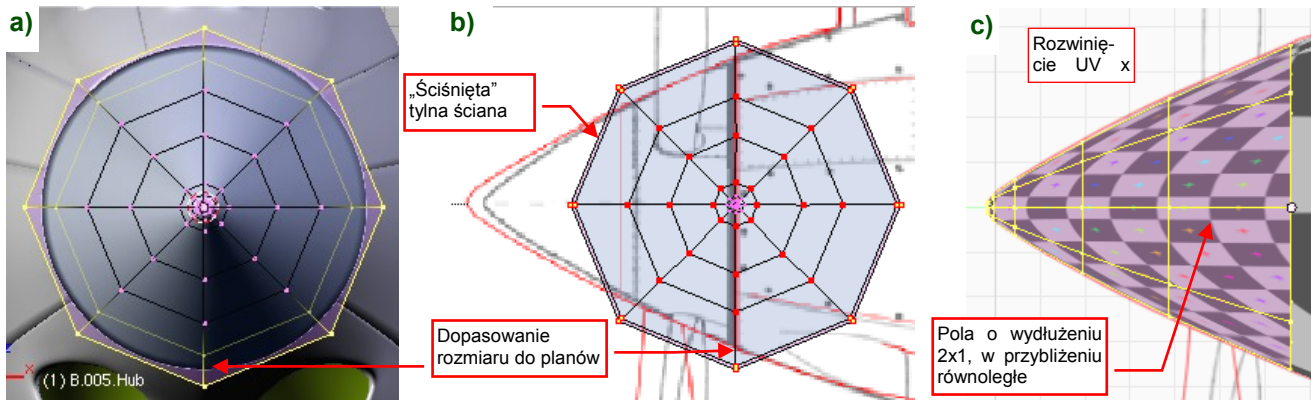 a)
b)
c)
Rozwinię-
cie UV x
„Ściśnięta”
tylna ściana
Dopasowanie
rozmiaru do planów
Pola o wydłużeniu
2x1, w przybliżeniu
równoległe
x
(1) B.005.Hub